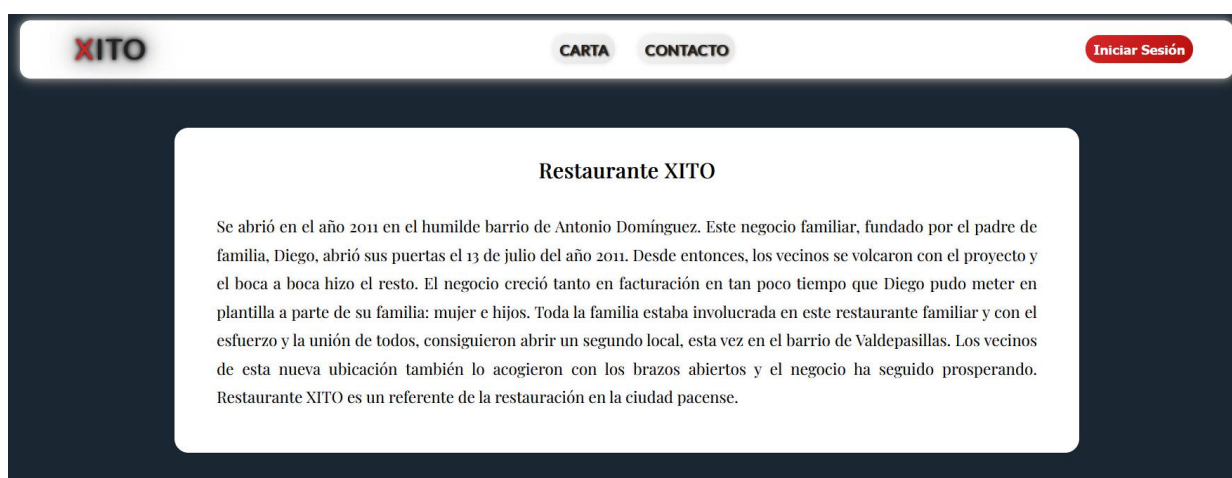 XITO
CARTA
CONTACTO
Iniciar Sesión
Restaurante XITO
Se abrió en el año 2011 en el humilde barrio de Antonio Domínguez. Este negocio familiar, fundado por el padre de
familia, Diego, abrió sus puertas el 13 de julio del año 2011. Desde entonces, los vecinos se volcaron con el proyecto y
el boca a boca hizo el resto. El negocio creció tanto en facturación en tan poco tiempo que Diego pudo meter en
plantilla a parte de su familia: mujer e hijos. Toda la familia estaba involucrada en este restaurante familiar y con el
esfuerzo y la unión de todos, consiguieron abrir un segundo local, esta vez en el barrio de Valdepasillas. Los vecinos
de esta nueva ubicación también lo acogieron con los brazos abiertos y el negocio ha seguido prosperando.
Restaurante XITO es un referente de la restauración en la ciudad pacense.